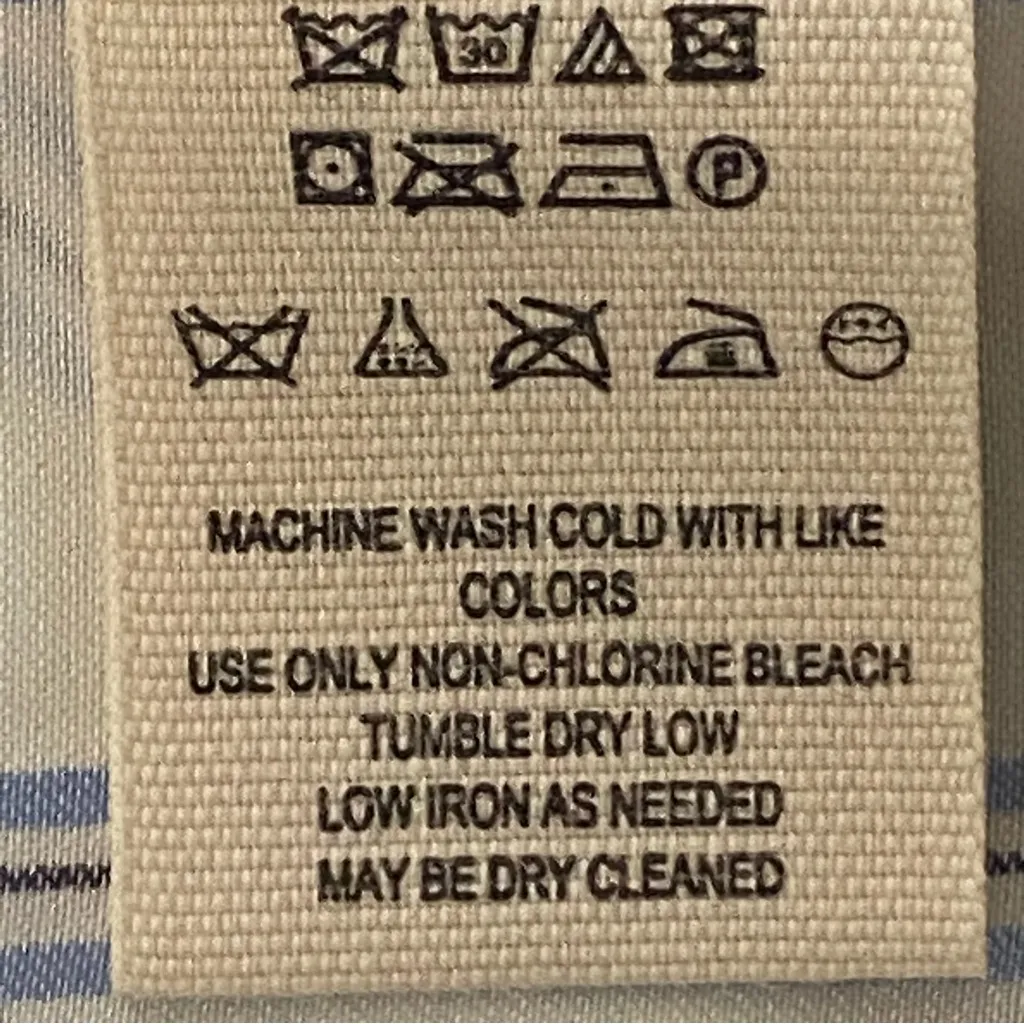 30
P
MACHINE WASH COLD WITH LIKE
COLORS
USE ONLY NON-CHLORINE BLEACH
TUMBLE DRY LOW
LOW IRON AS NEEDED
MAY BE DRY CLEANED